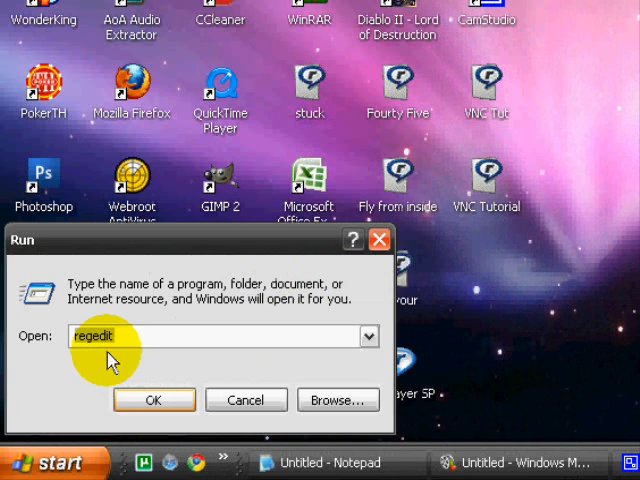 WonderKing
AoA Audio
Extractor
CCleaner
WinRAR
Diablo II - Lord
of Destruction
CamStudio
PokerTH
Mozilla Firefox
QuickTime
Player
stuck
Fourty Five'
VNC Tut
Photoshop
Webroot
AntiVirus
GIMP 2
Microsoft
Office Ex...
Fly from inside
VNC Tutorial
Run
Type the name of a program, folder, document, or
Internet resource, and Windows will open it for you.
your
Open:
regedit
ayer SP
OK
Cancel
Browse...
start
Untitled - Notepad
Untitled - Windows M...